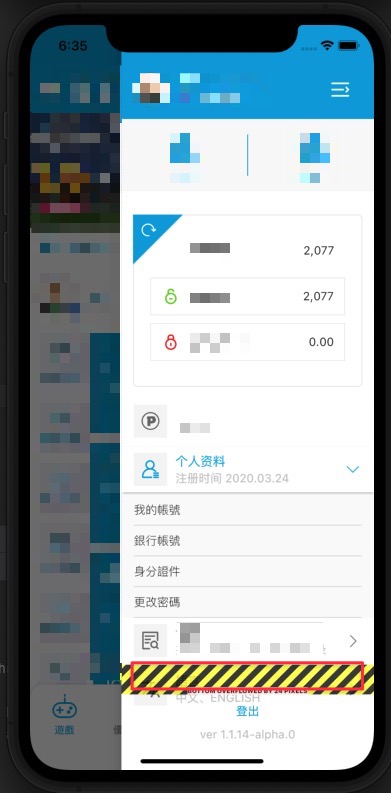 6:35
2,077
2,077
0.00
个人资料
注册时间 2020.03.24
我的帳號
銀行帳號
身分證件
更改密碼
BOTTOM OVERFLOWED BY 24 PIXELS
中文、ENGLISH
登出
ver 1.1.14-alpha.0
遊戲